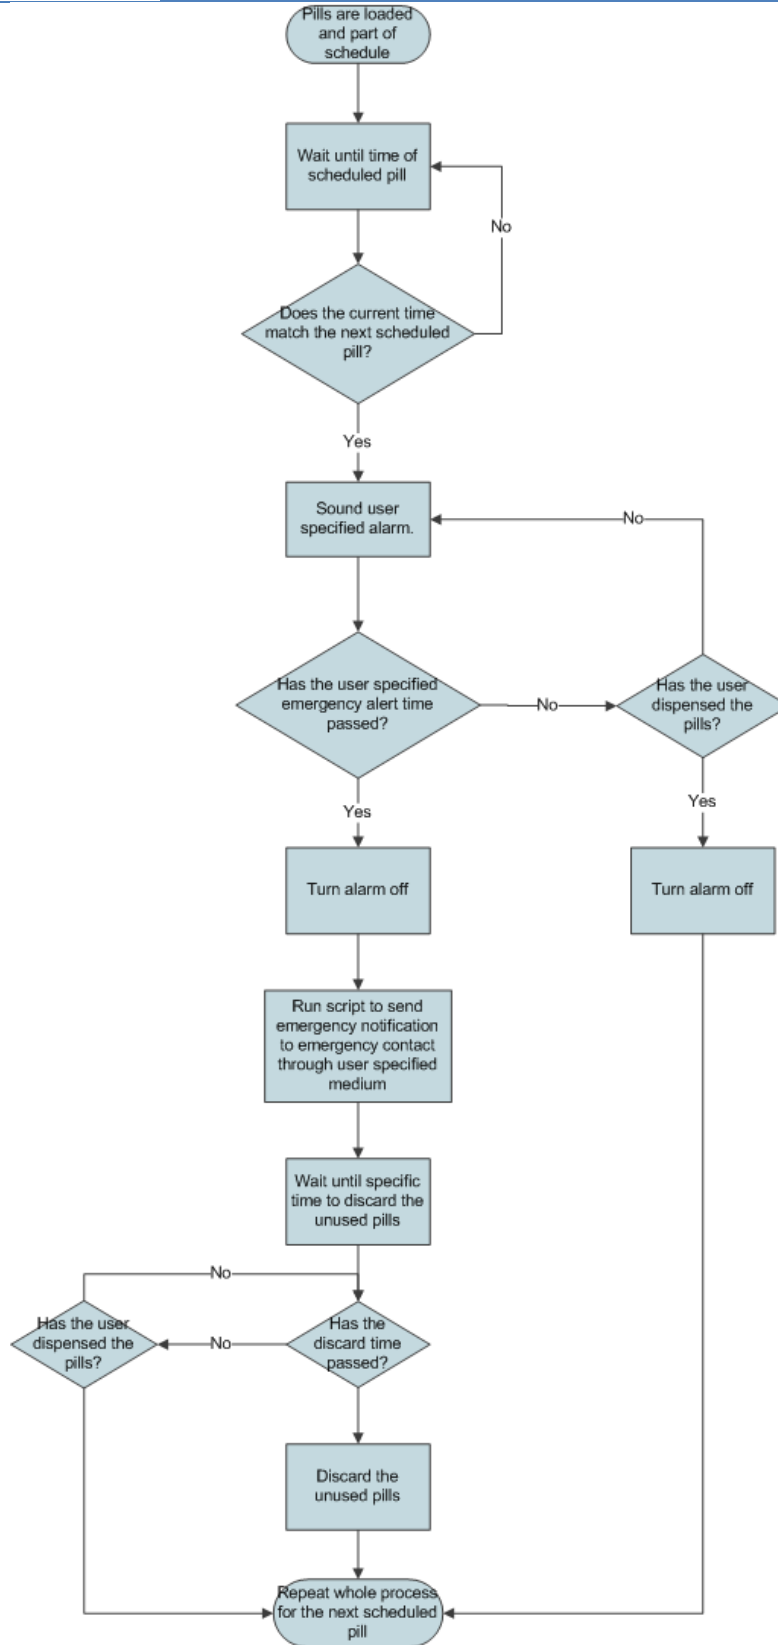 Pills are loaded
and part of
schedule
Wait until time of
scheduled pill
No
Does the current time
match the next scheduled
pill?
Yes
Sound user
specified alarm.
No
Has the user specified
emergency alert time
passed?
No
Has the user
dispensed the
pills?
Yes
Yes
Turn alarm off
Turn alarm off
Run script to send
emergency notification
to emergency contact
through user specified
medium
Wait until specific
time to discard the
unused pills
No
Has the user
dispensed the
pills?
No
Has the
discard time
passed?
Discard the
unused pills
Repeat whole process
for the next scheduled
pill